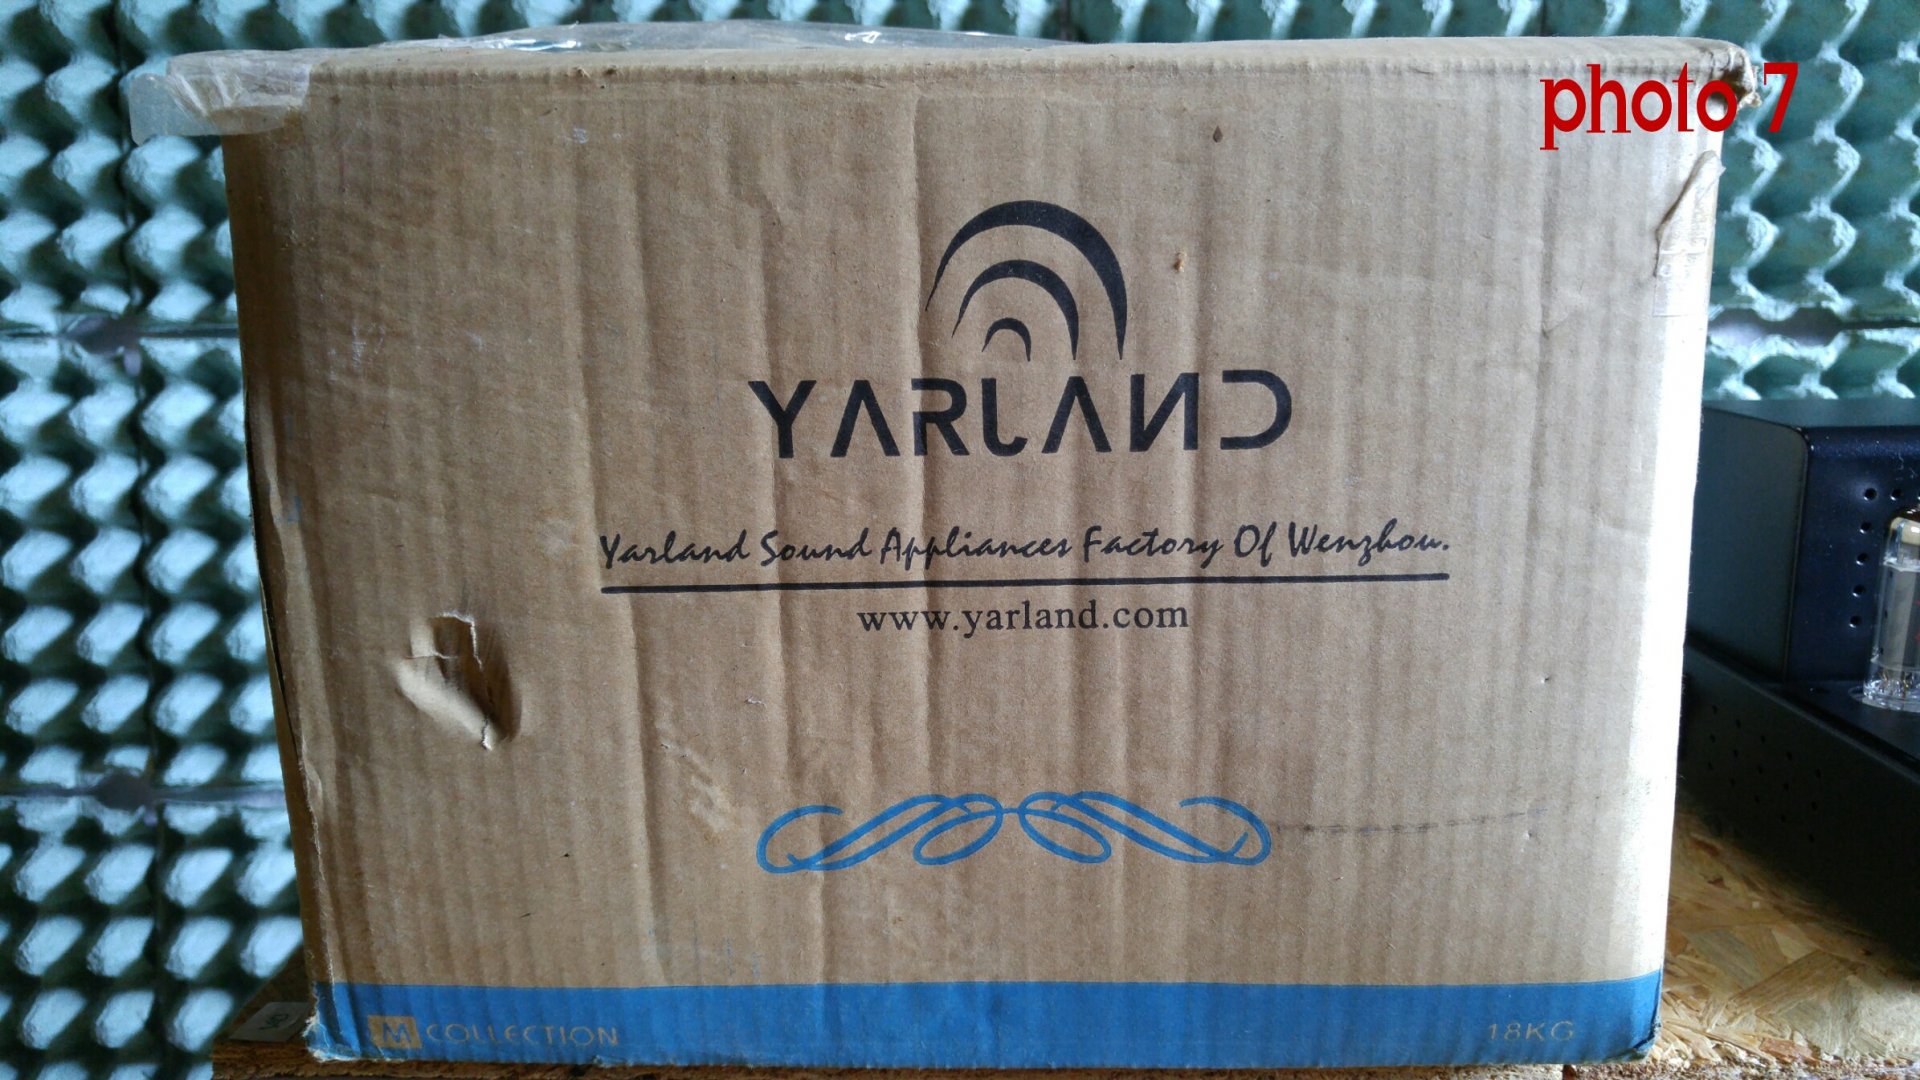 photo 7
YARLAND
Yarland Sound Appliances Factory Of Wenzhou.
www.yarland.com
M COLLECTION
18KG